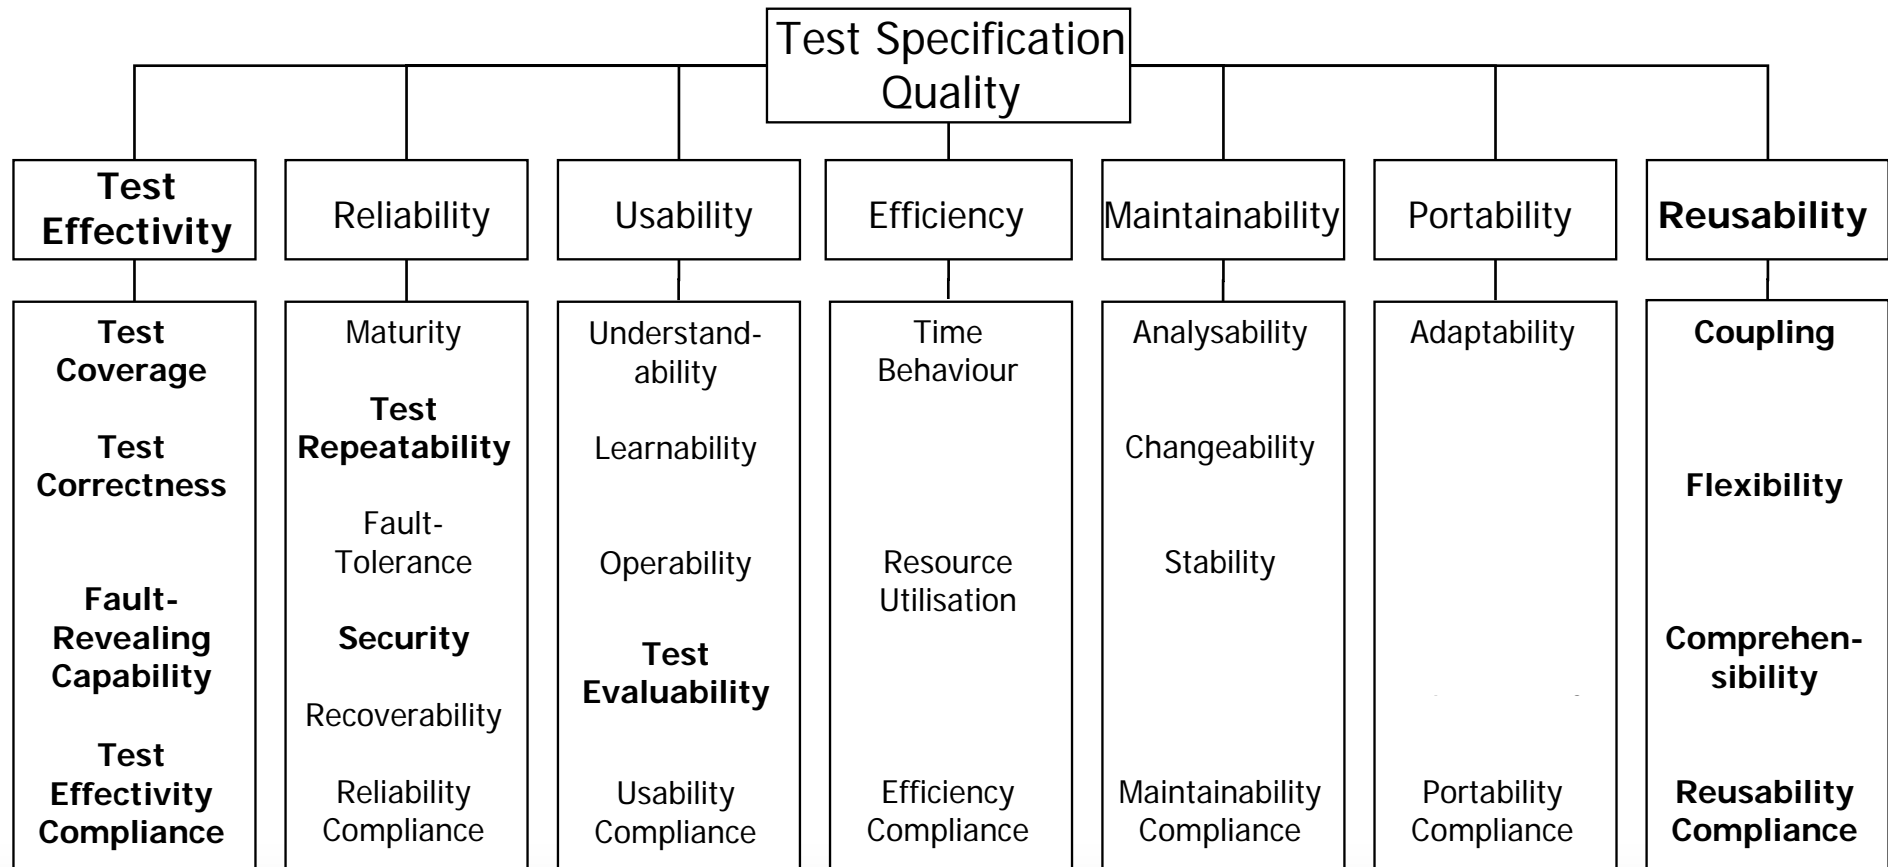 Test Specification
Quality
Test
Effectivity
Reliability
Usability
Efficiency
Maintainability
Portability
Reusability
Test
Coverage
Test
Correctness
Fault-
Revealing
Capability
Test
Effectivity
Compliance
Maturity
Test
Repeatability
Fault-
Tolerance
Security
Recoverability
Reliability
Compliance
Understand-
ability
Learnability
Operability
Test
Evaluability
Usability
Compliance
Time
Behaviour
Resource
Utilisation
Efficiency
Compliance
Analysability
Changeability
Stability
Maintainability
Compliance
Adaptability
Portability
Compliance
Coupling
Flexibility
Comprehen-
sibility
Reusability
Compliance